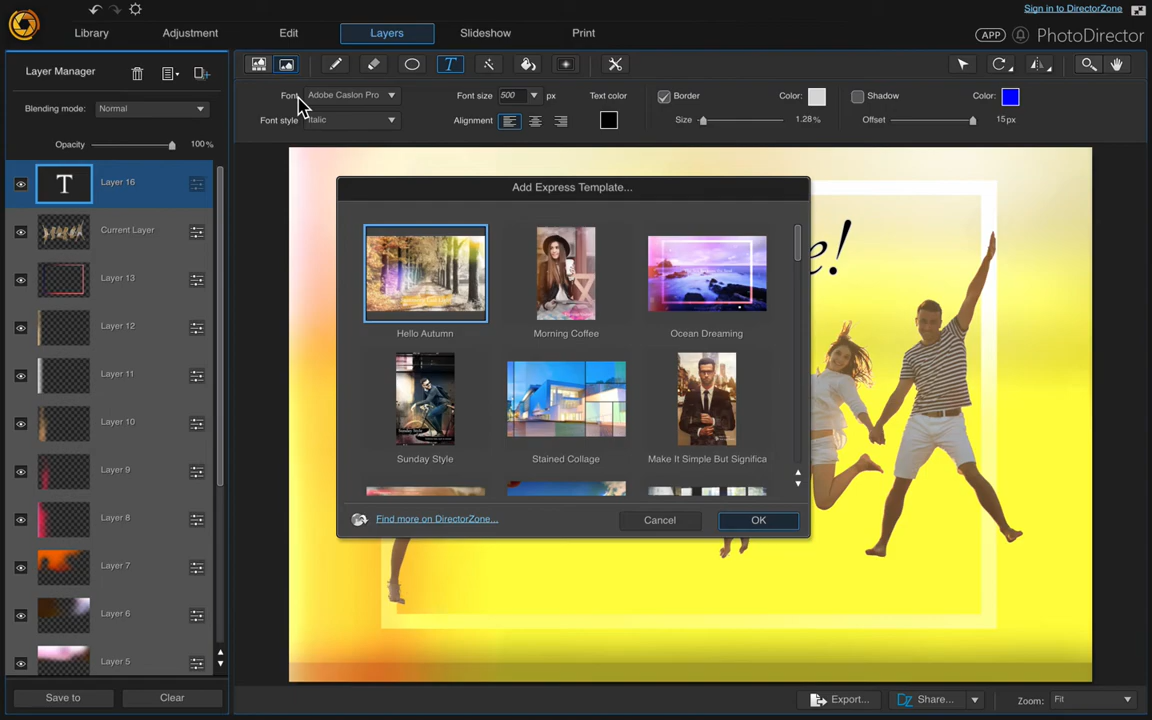 Sign in to DirectorZone
Library
Adjustment
Edit
Layers
Slideshow
Print
APP
PhotoDirector
Layer Manager
Blending mode:
Normal
Opacity
100%
Font
Adobe Caslon Pro
Font size
500
px
Text color
Border
Color:
Shadow
Color:
Font style
Italic
Alignment
Size
1.28%
Offset
15px
T
Layer 16
Current Layer
Layer 13
Layer 12
Layer 11
Layer 10
Layer 9
Layer 8
Layer 7
Layer 6
Layer 5
Save to
Clear
Add Express Template...
e!
Hello Autumn
Morning Coffee
Ocean Dreaming
Sunday Style
Stained Collage
Make It Simple But Significa
Find more on DirectorZone...
Cancel
OK
Export...
Share...
Zoom:
Fit